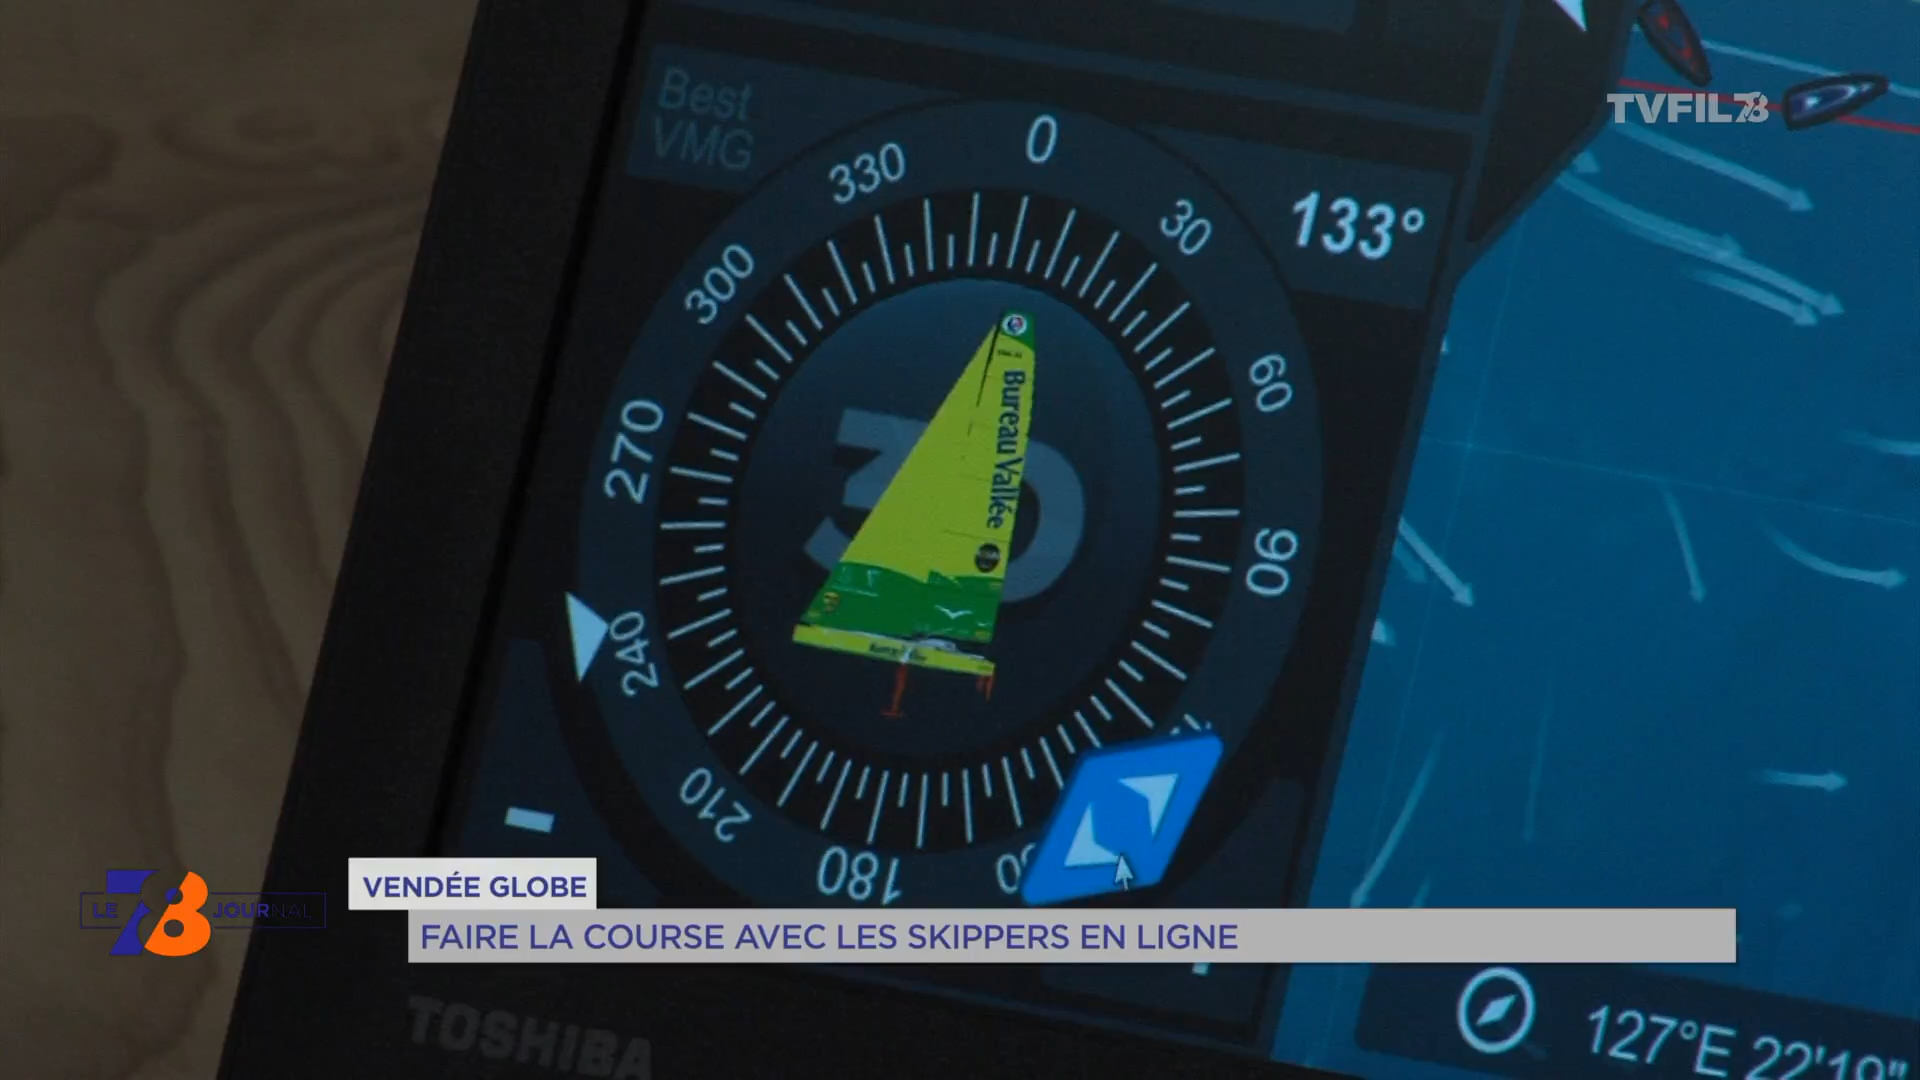 Best
VMG
0
330
30
133°
300
60
TVFIL78
Bureau Vallée
30
270
90
240
210
180
VENDÉE GLOBE
LE 78 JOURNAL
FAIRE LA COURSE AVEC LES SKIPPERS EN LIGNE
TOSHIBA
127°E 22'19"